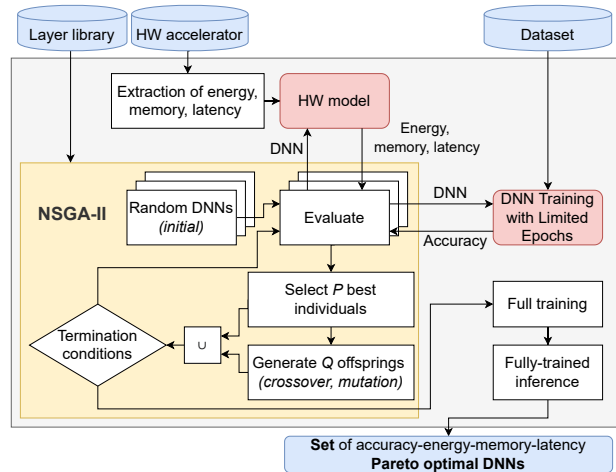 Layer library
HW accelerator
Dataset
Extraction of energy,
memory, latency
HW model
DNN
Energy,
memory, latency
NSGA-II
Random DNNs
(initial)
Evaluate
DNN
Accuracy
DNN Training
with Limited
Epochs
Select P best
individuals
Termination
conditions
∪
Generate Q offsprings
(crossover, mutation)
Full training
Fully-trained
inference
Set of accuracy-energy-memory-latency
Pareto optimal DNNs